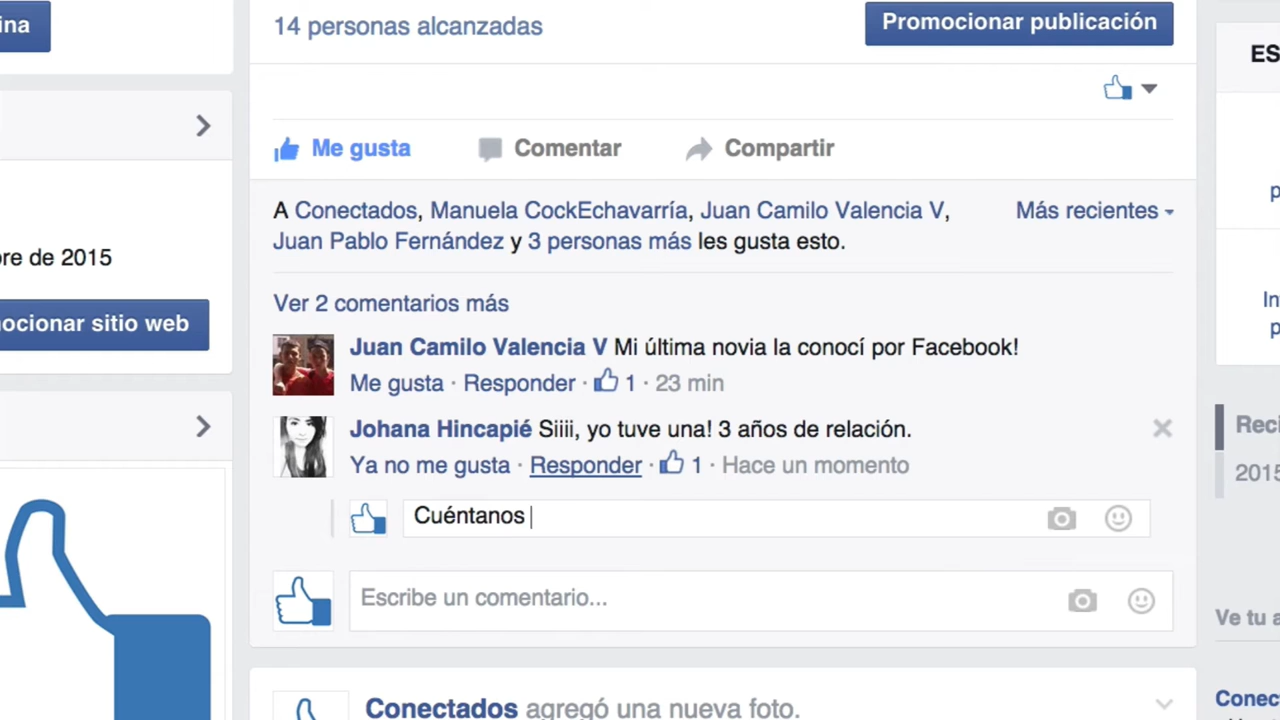 ina
14 personas alcanzadas
Promocionar publicación
ES
Me gusta Comentar Compartir
A Conectados, Manuela CockEchavarría, Juan Camilo Valencia V,
Juan Pablo Fernández y 3 personas más les gusta esto.
Más recientes
re de 2015
Ver 2 comentarios más
ocionar sitio web
Juan Camilo Valencia V Mi última novia la conocí por Facebook!
Me gusta · Responder · 1 · 23 min
Johana Hincapié Siiii, yo tuve una! 3 años de relación.
Ya no me gusta · Responder · 1 · Hace un momento
Cuéntanos
Escribe un comentario...
Reci
2015
Ve tu a
Conectados agregó una nueva foto.
Conec